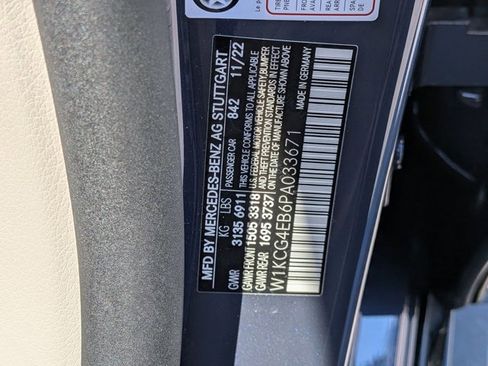 MFD BY MERCEDES-BENZ AG STUTTGART
PASSENGER CAR 842 11/22
KG LBS
GWR 3135 6911
GAWR FRONT 1505 3318
GAWR REAR 1695 3737
THIS VEHICLE CONFORMS TO ALL APPLICABLE
U.S. FEDERAL MOTOR VEHICLE SAFETY, BUMPER
AND THEFT PREVENTION STANDARDS IN EFFECT
ON THE DATE OF MANUFACTURE SHOWN ABOVE
W1KCG4EB6PA033671
MADE IN GERMANY